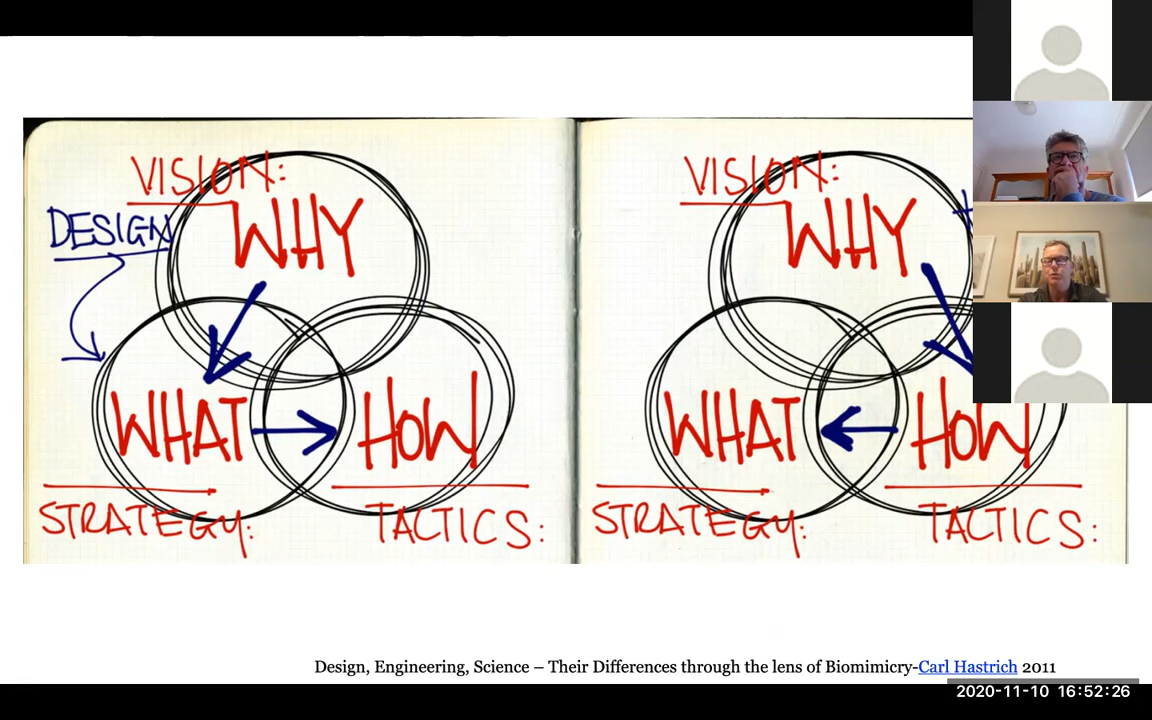 VISION:
WHY
DESIGN
WHAT
HOW
STRATEGY:
TACTICS:
VISION:
WHY
WHAT
HOW
STRATEGY:
TACTICS:
Design, Engineering, Science – Their Differences through the lens of Biomimicry-Carl Hastrich 2011
2020-11-10 16:52:26